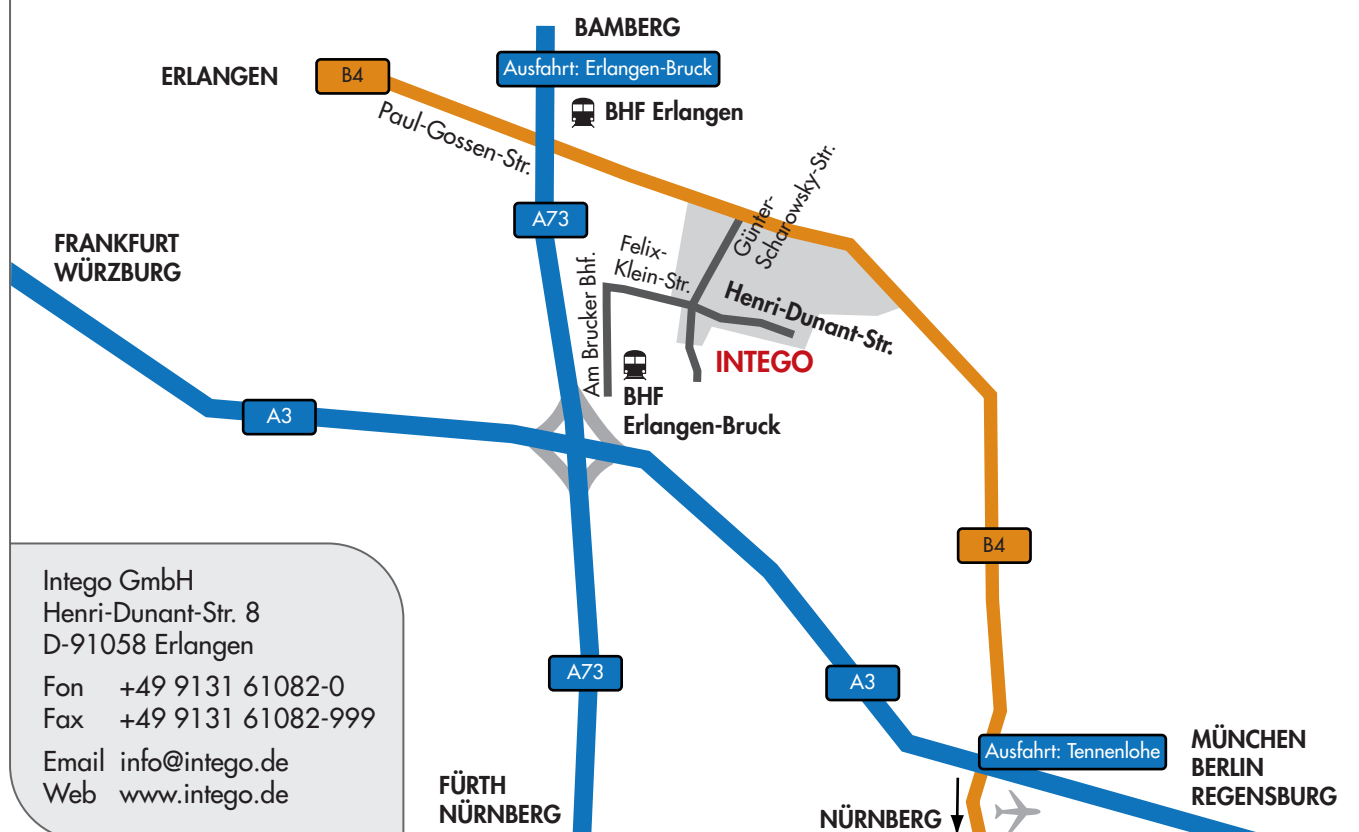 BAMBERG
Ausfahrt: Erlangen-Bruck
ERLANGEN
B4
BHF Erlangen
Paul-Gossen-Str.
A73
Günter-
Scharowsky-Str.
FRANKFURT
WÜRZBURG
Felix-
Klein-Str.
Am Brucker Bhf.
Henri-Dunant-Str.
INTEGO
BHF
Erlangen-Bruck
A3
B4
Intego GmbH
Henri-Dunant-Str. 8
D-91058 Erlangen
Fon +49 9131 61082-0
Fax +49 9131 61082-999
Email info@intego.de
Web www.intego.de
A73
A3
Ausfahrt: Tennenlohe
MÜNCHEN
BERLIN
REGENSBURG
FÜRTH
NÜRNBERG
NÜRNBERG